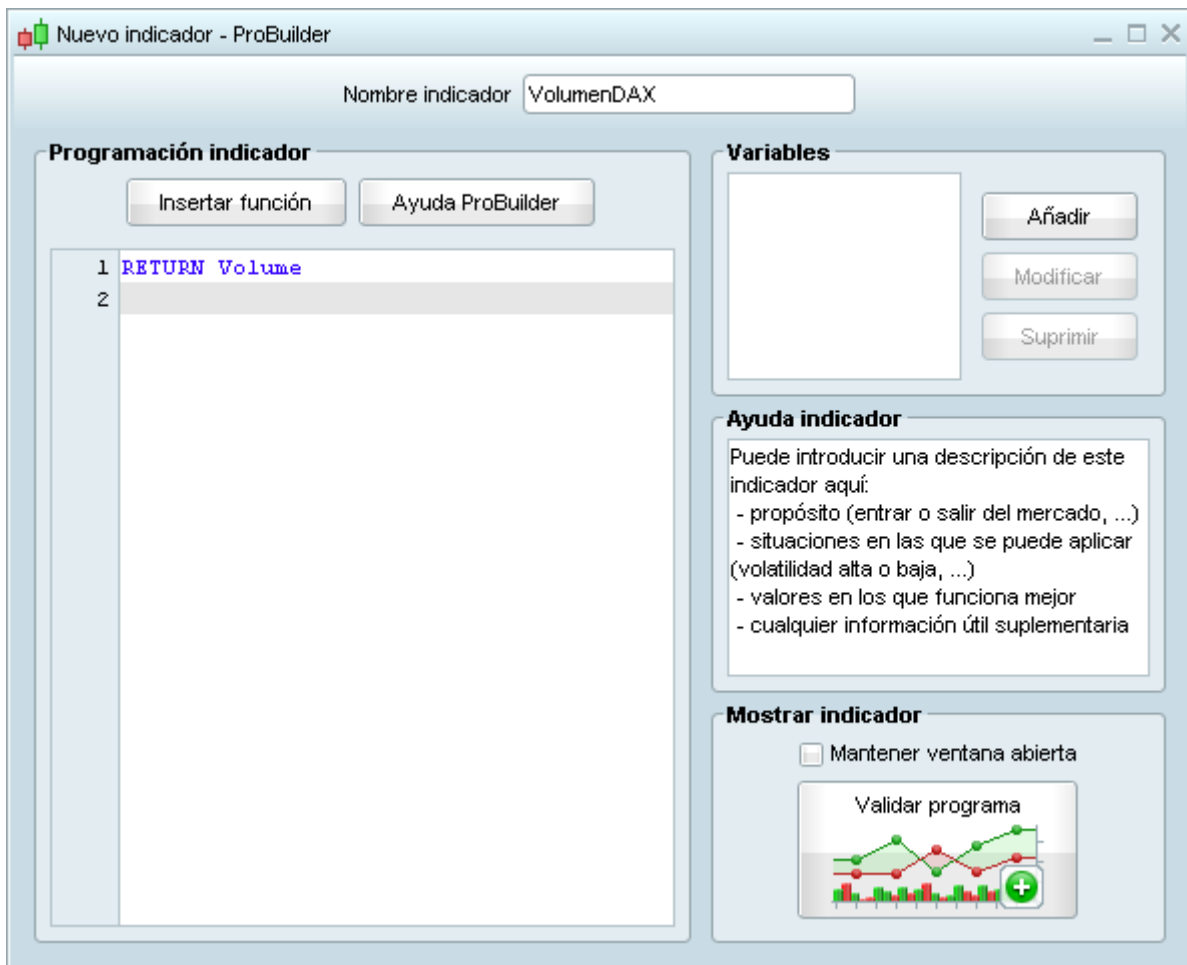 Nuevo indicador - ProBuilder
Nombre indicador VolumenDAX
Programación indicador
Insertar función Ayuda ProBuilder
1 RETURN Volume
2
Variables
Añadir
Modificar
Suprimir
Ayuda indicador
Puede introducir una descripción de este
indicador aquí:
- propósito (entrar o salir del mercado, ...)
- situaciones en las que se puede aplicar
(volatilidad alta o baja, ...)
- valores en los que funciona mejor
- cualquier información útil suplementaria
Mostrar indicador
Mantener ventana abierta
Validar programa